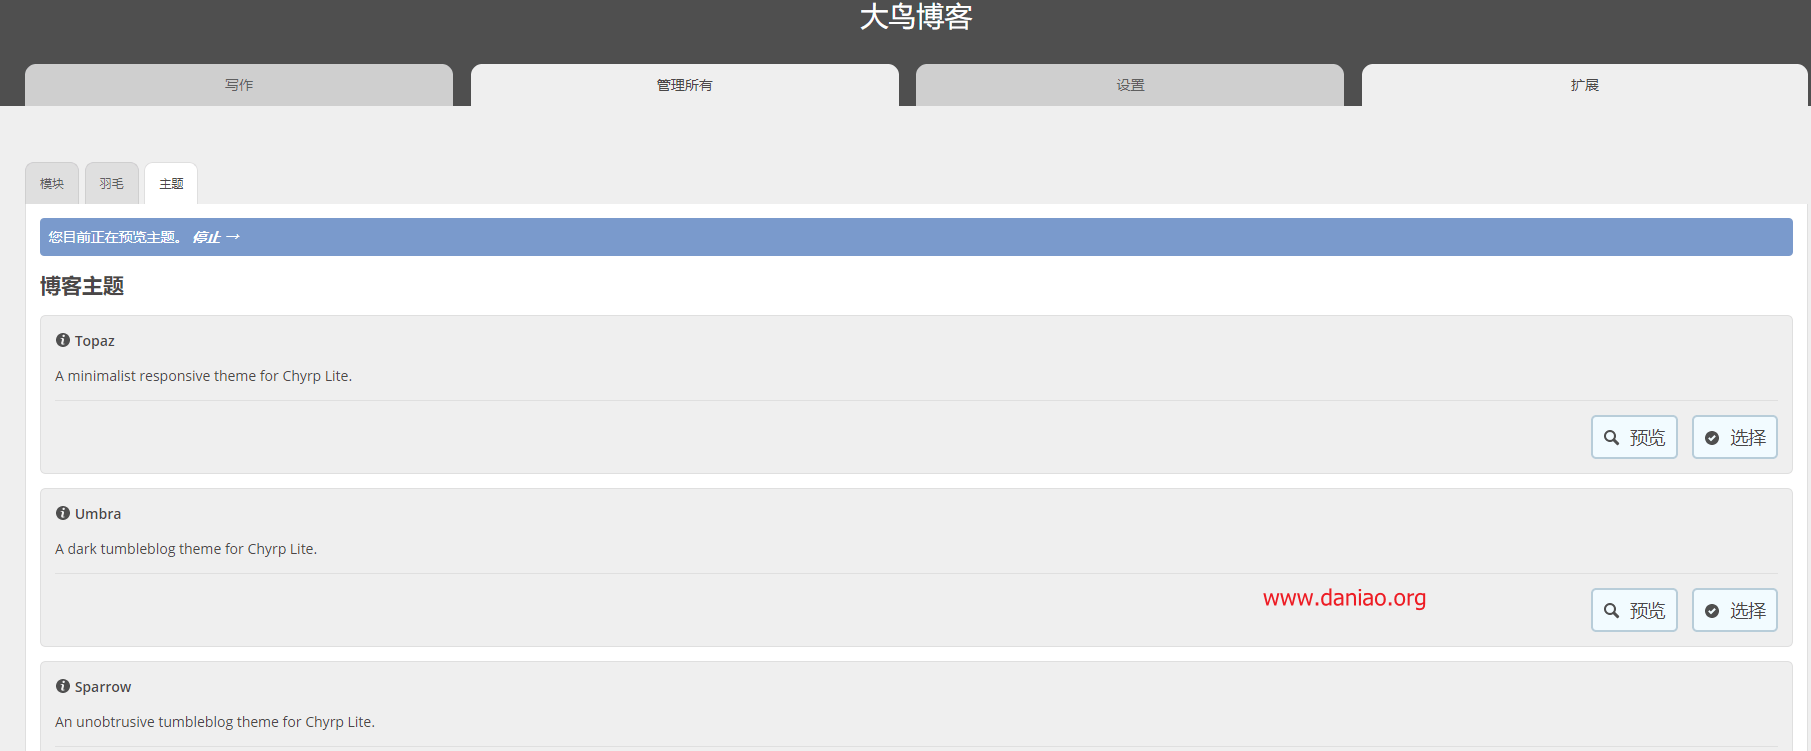 大鸟博客
写作 管理所有 设置 扩展
模块 羽毛 主题
您目前正在预览主题。 停止 →
博客主题
Topaz
A minimalist responsive theme for Chyrp Lite.
预览 选择
Umbra
A dark tumbleblog theme for Chyrp Lite.
www.daniao.org
预览 选择
Sparrow
An unobtrusive tumbleblog theme for Chyrp Lite.